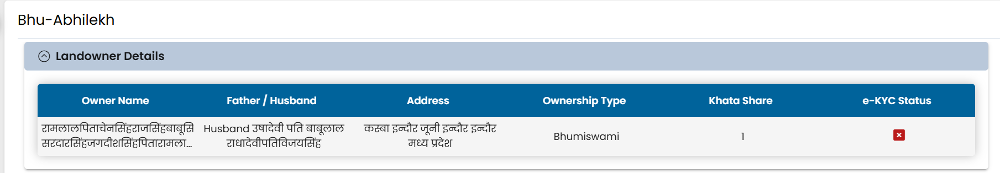 Bhu-Abhilekh
Landowner Details
Owner Name Father / Husband Address Ownership Type Khata Share e-KYC Status
रामलालपिताचेनसिंहराजसिंहबाबूसि Husband उषादेवी पति बाबूलाल कस्बा इन्दौर जूनी इन्दौर इन्दौर
Bhumiswami 1
सरदारसिंहजगदीशसिंहपितारामला... राधादेवीपतिविजयसिंह मध्य प्रदेश